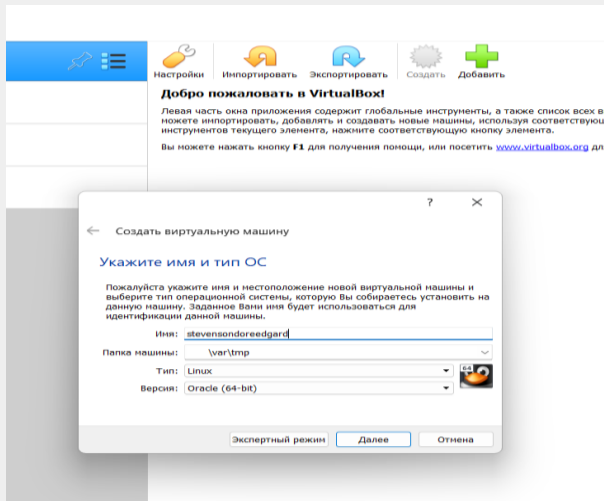 Настройки Импортировать Экспортировать Создать Добавить
Добро пожаловать в VirtualBox!
Левая часть окна приложения содержит глобальные инструменты, а также список всех в
можете импортировать, добавлять и создавать новые машины, используя соответствующ
инструментов текущего элемента, нажмите соответствующую кнопку элемента.
Вы можете нажать кнопку F1 для получения помощи, или посетить www.virtualbox.org дл
?
Создать виртуальную машину
Укажите имя и тип ОС
Пожалуйста укажите имя и местоположение новой виртуальной машины и
выберите тип операционной системы, которую Вы собираетесь установить на
данную машину. Заданное Вами имя будет использоваться для
идентификации данной машины.
Имя: stevensondoreedgard
Папка машины: \var\tmp
Тип: Linux
64
Версия: Oracle (64-bit)
Экспертный режим Далее Отмена